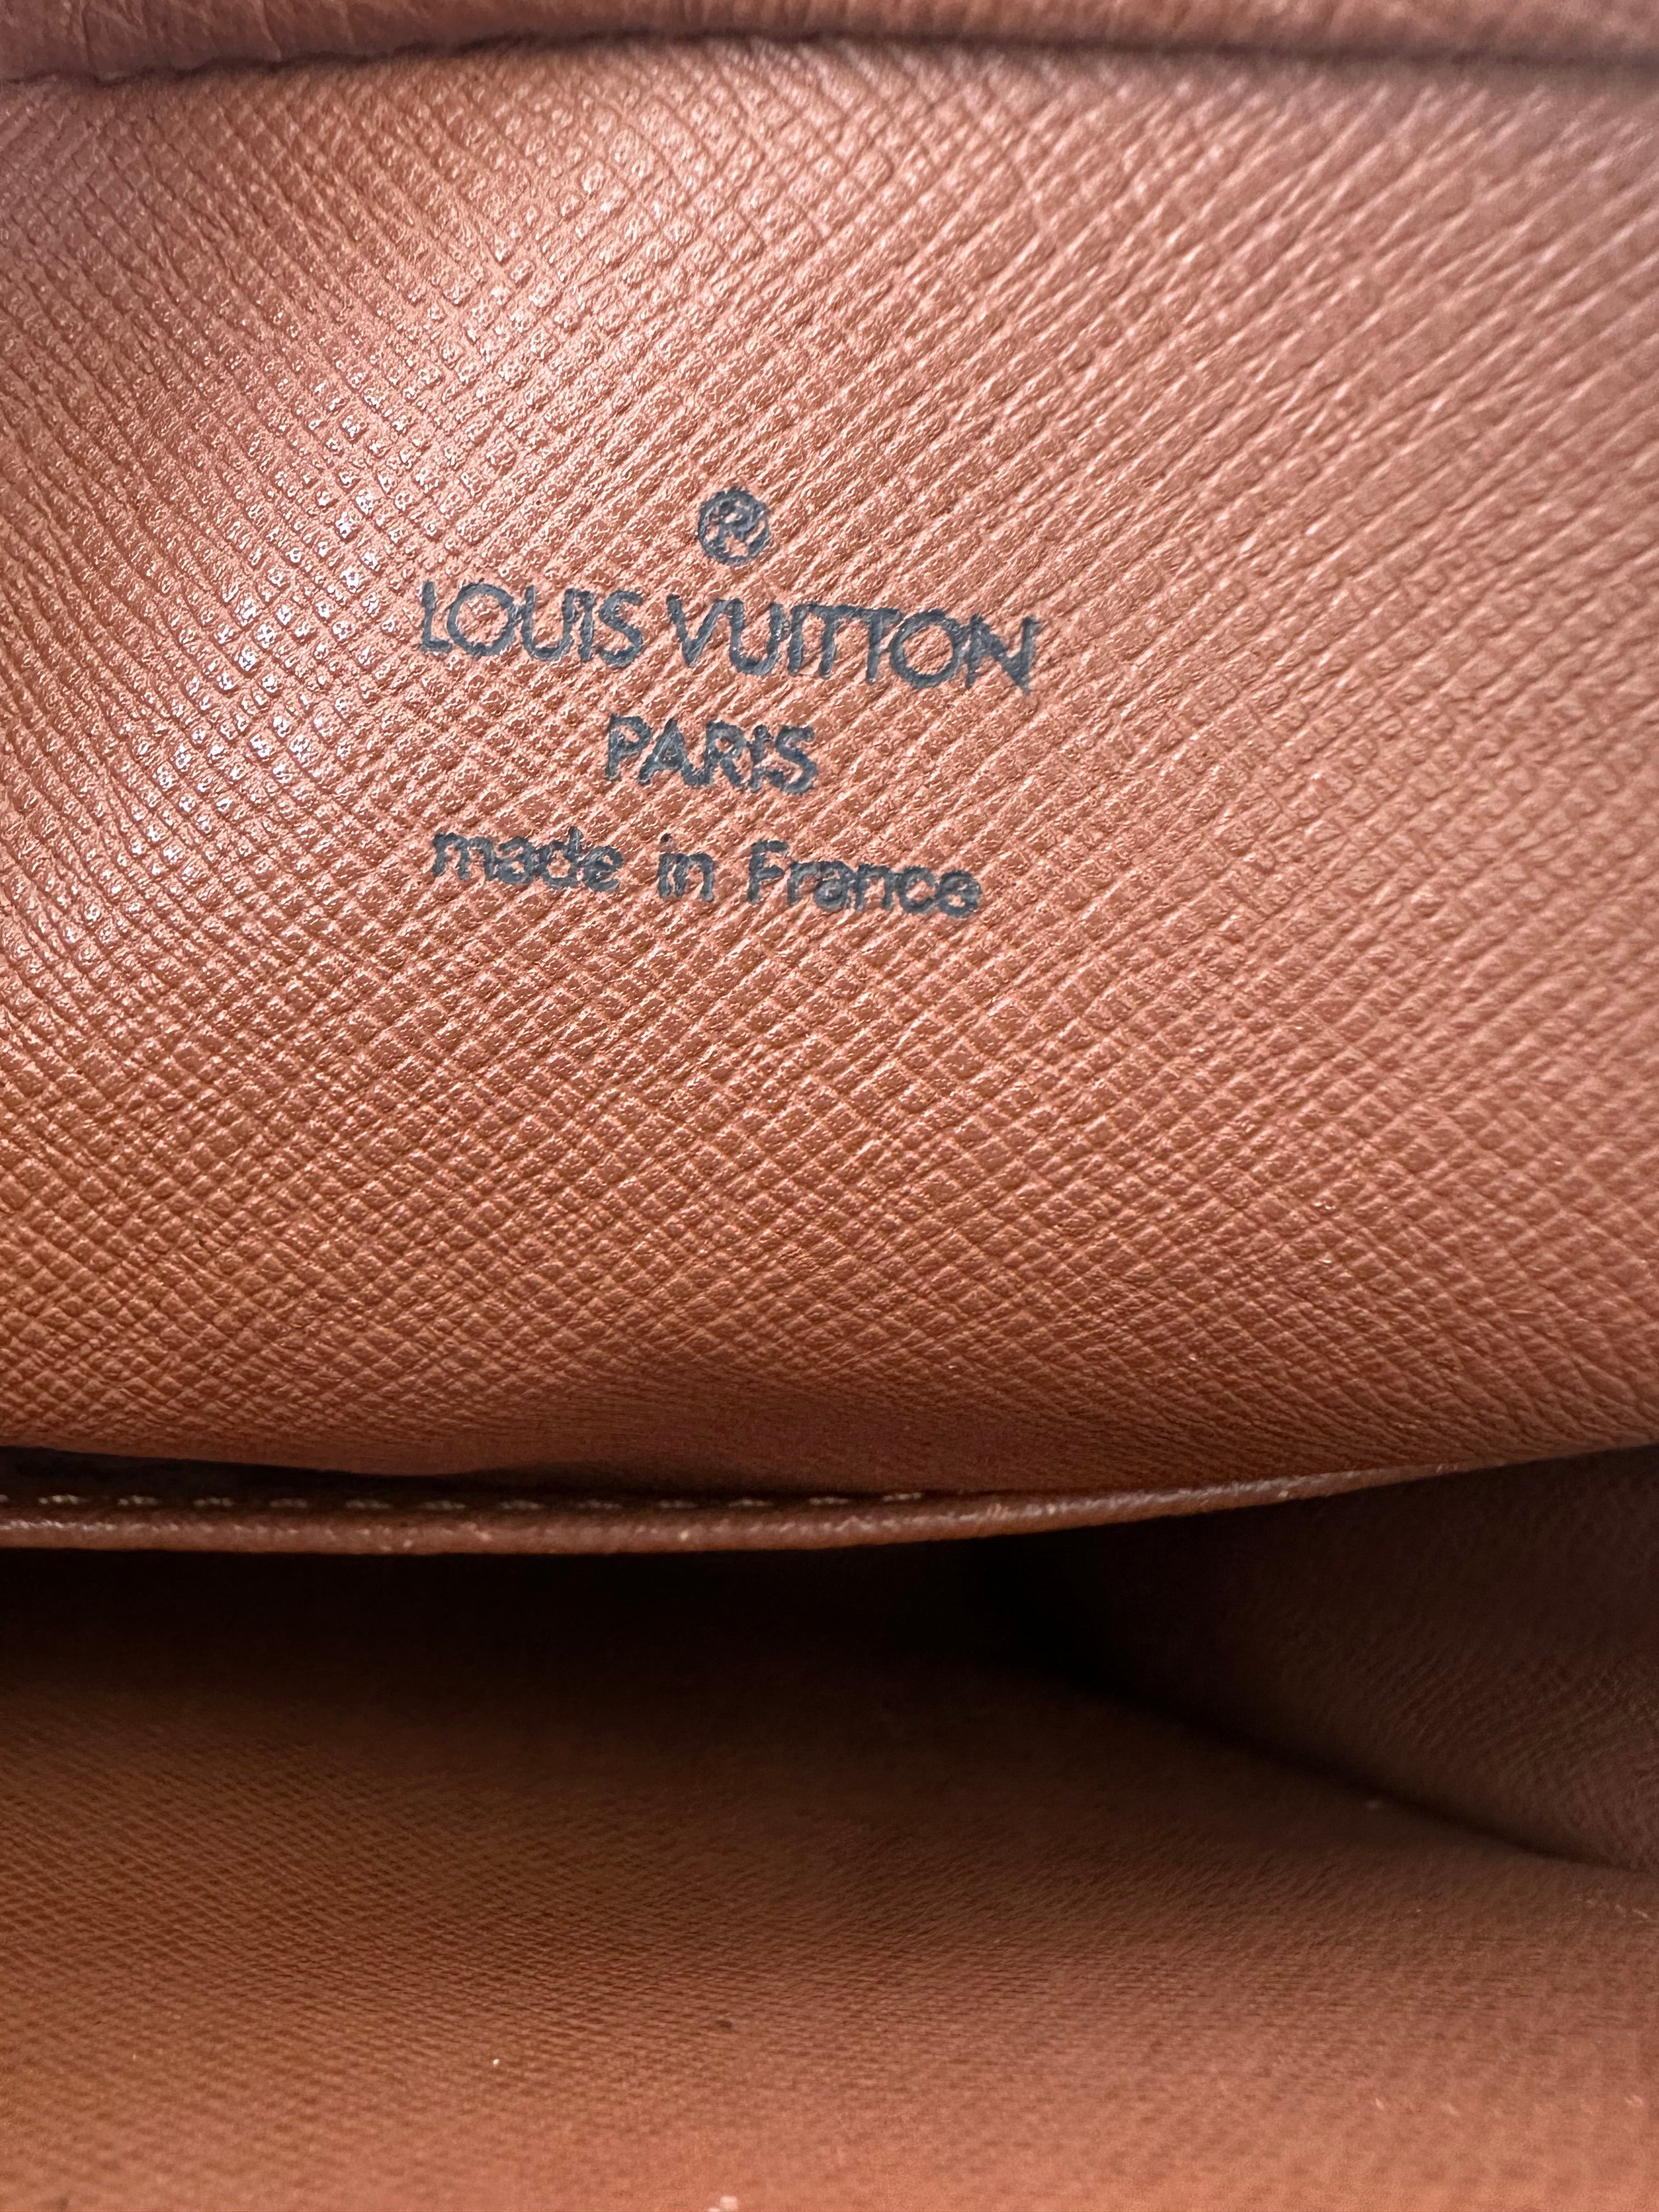 ®
LOUIS VUITTON
PARIS
made in France